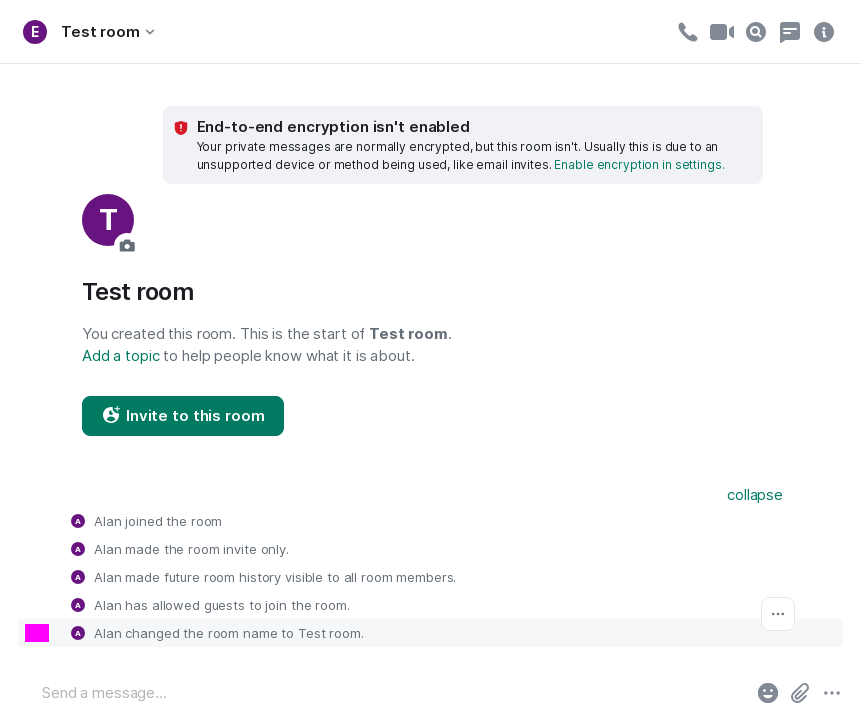 E Test room
End-to-end encryption isn't enabled
Your private messages are normally encrypted, but this room isn't. Usually this is due to an
unsupported device or method being used, like email invites. Enable encryption in settings.
T
Test room
You created this room. This is the start of Test room.
Add a topic to help people know what it is about.
Invite to this room
collapse
A Alan joined the room
A Alan made the room invite only.
A Alan made future room history visible to all room members.
A Alan has allowed guests to join the room.
A Alan changed the room name to Test room.
Send a message…